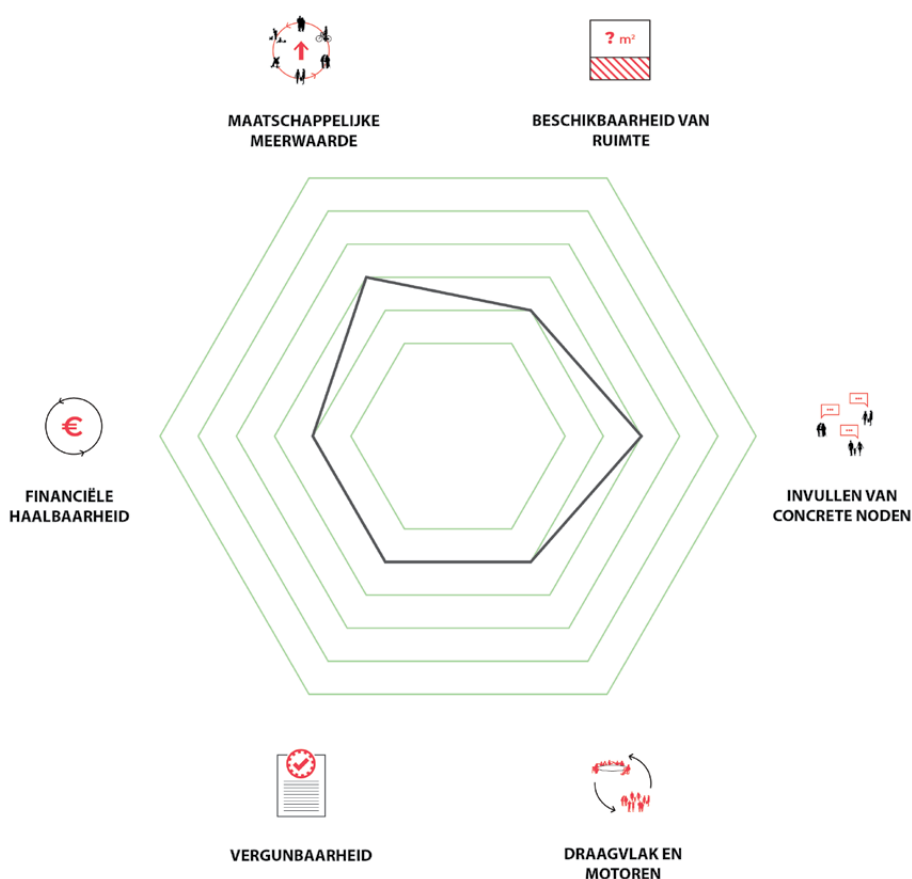 ? m²
MAATSCHAPPELIJKE
MEERWAARDE
BESCHIKBAARHEID VAN
RUIMTE
€
FINANCIËLE
HAALBAARHEID
INVULLEN VAN
CONCRETE NODEN
VERGUNBAARHEID
DRAAGVLAK EN
MOTOREN